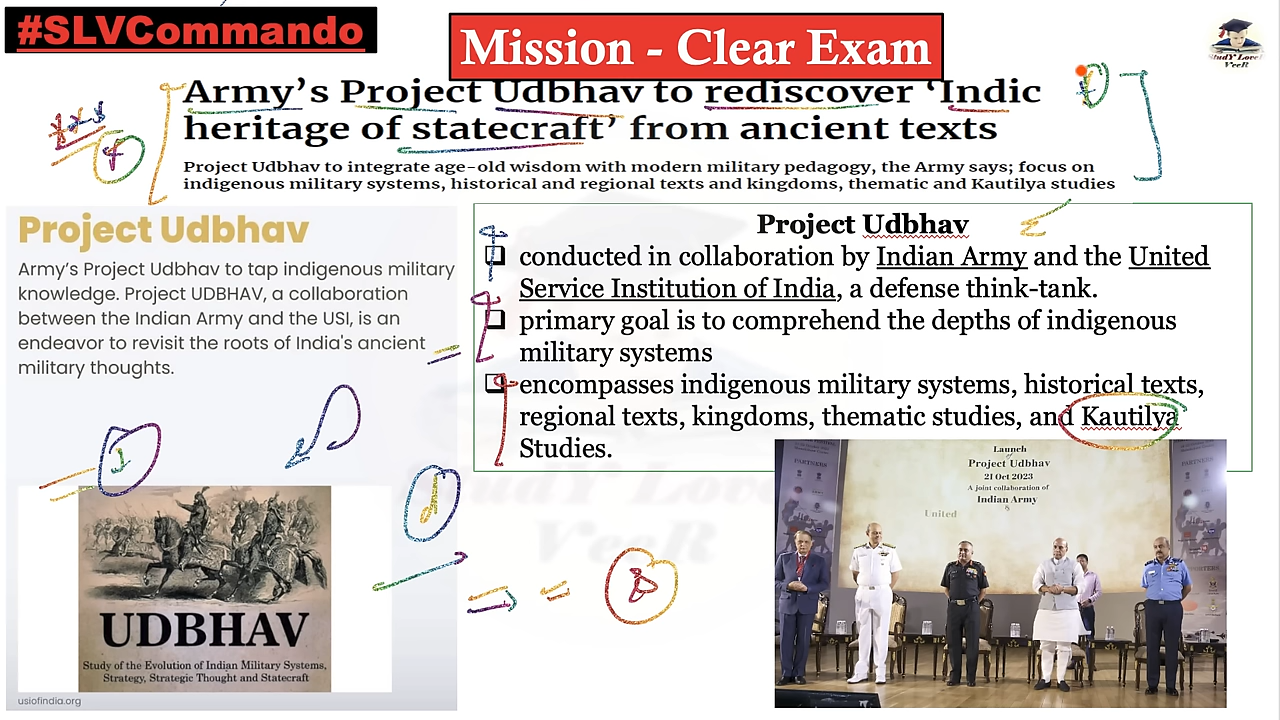 #SLVCommando
Mission - Clear Exam
StudY LoveR
VeeR
Army's Project Udbhav to rediscover 'Indic
heritage of statecraft' from ancient texts
Project Udbhav to integrate age-old wisdom with modern military pedagogy, the Army says; focus on
indigenous military systems, historical and regional texts and kingdoms, thematic and Kautilya studies
Project Udbhav
Army's Project Udbhav to tap indigenous military
knowledge. Project UDBHAV, a collaboration
between the Indian Army and the USI, is an
endeavor to revisit the roots of India's ancient
military thoughts.
UDBHAV
Study of the Evolution of Indian Military Systems,
Strategy, Strategic Thought and Statecraft
usiofindia.org
Project Udbhav
conducted in collaboration by Indian Army and the United
Service Institution of India, a defense think-tank.
primary goal is to comprehend the depths of indigenous
military systems
encompasses indigenous military systems, historical texts,
regional texts, kingdoms, thematic studies, and Kautilya
Studies.
PARTNERS
Launch
of
Project Udbhav
21 Oct 2023
A joint collaboration of
Indian Army
United
PARTNERS
VeeR